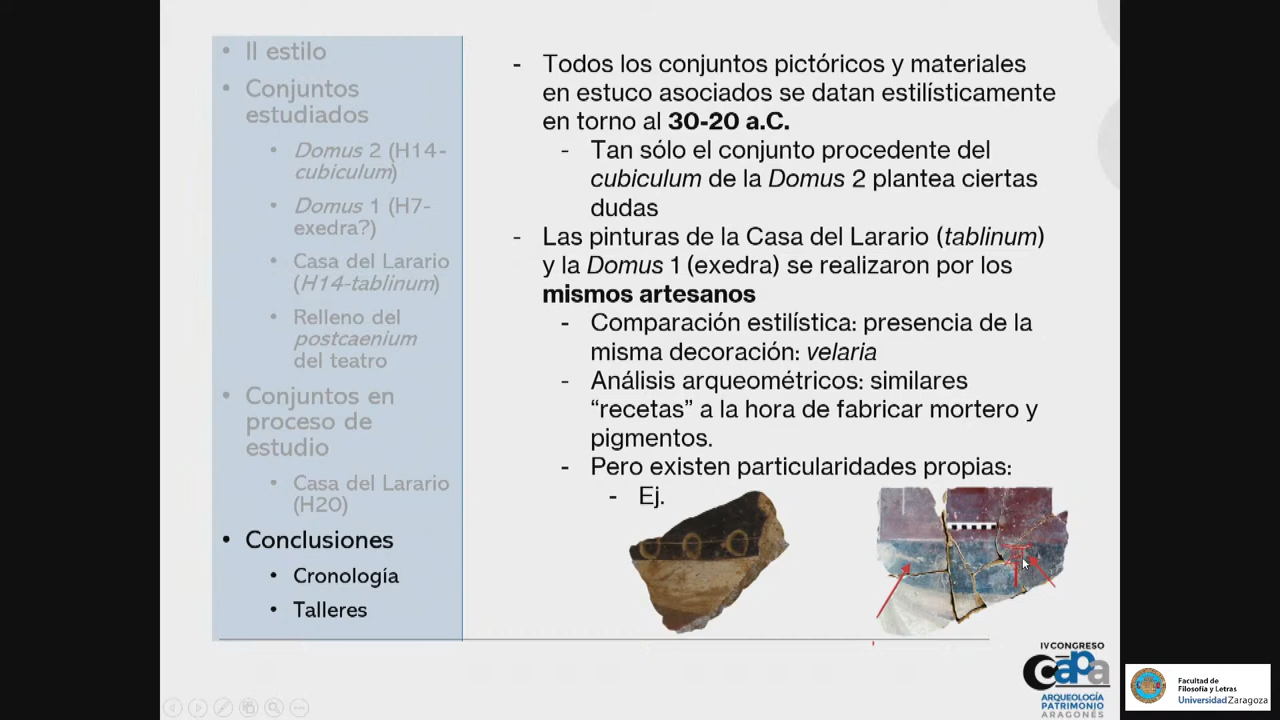 II estilo
Conjuntos
estudiados
Domus 2 (H14-
cubiculum)
Domus 1 (H7-
exedra?)
Casa del Larario
(H14-tablinum)
Relleno del
postcaenium
del teatro
Conjuntos en
proceso de
estudio
Casa del Larario
(H20)
Conclusiones
Cronología
Talleres
- Todos los conjuntos pictóricos y materiales
en estuco asociados se datan estilísticamente
en torno al 30-20 a.C.
- Tan sólo el conjunto procedente del
cubiculum de la Domus 2 plantea ciertas
dudas
- Las pinturas de la Casa del Larario (tablinum)
y la Domus 1 (exedra) se realizaron por los
mismos artesanos
- Comparación estilística: presencia de la
misma decoración: velaria
- Análisis arqueométricos: similares
“recetas” a la hora de fabricar mortero y
pigmentos.
- Pero existen particularidades propias:
- Ej.
IV CONGRESO
capa
ARQUEOLOGÍA
PATRIMONIO
ARAGONÉS
Facultad de
Filosofía y Letras
Universidad Zaragoza